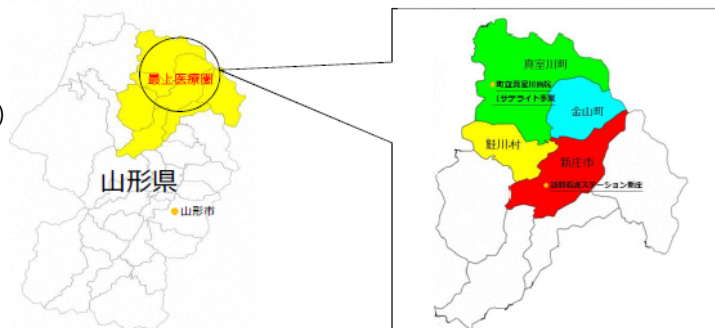 )
最上医療圏
山形県
山形市
真室川町
町立真室川病院
(サテライト予定
金山町
鮭川村
新庄市
訪問看護ステーション新庄